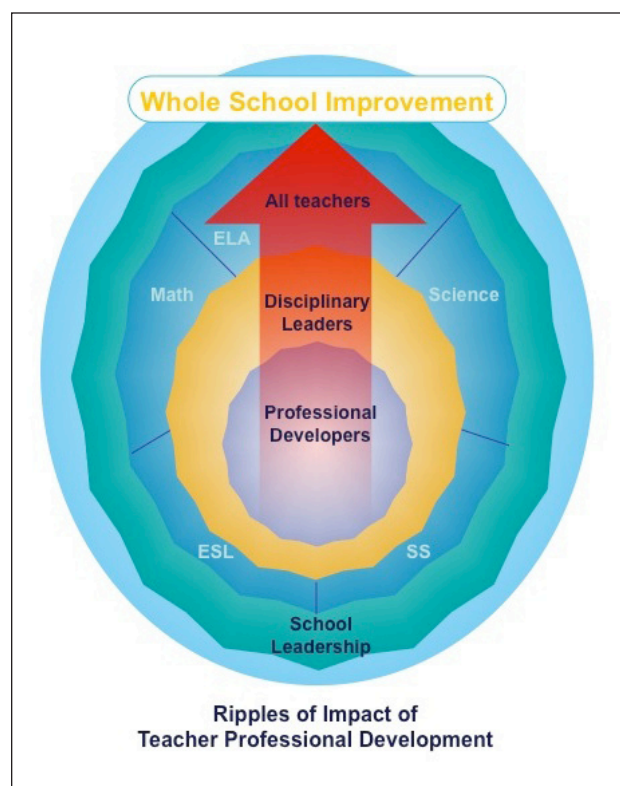 Whole School Improvement
All teachers
ELA
Math
Science
Disciplinary
Leaders
Professional
Developers
ESL
SS
School
Leadership
Ripples of Impact of
Teacher Professional Development